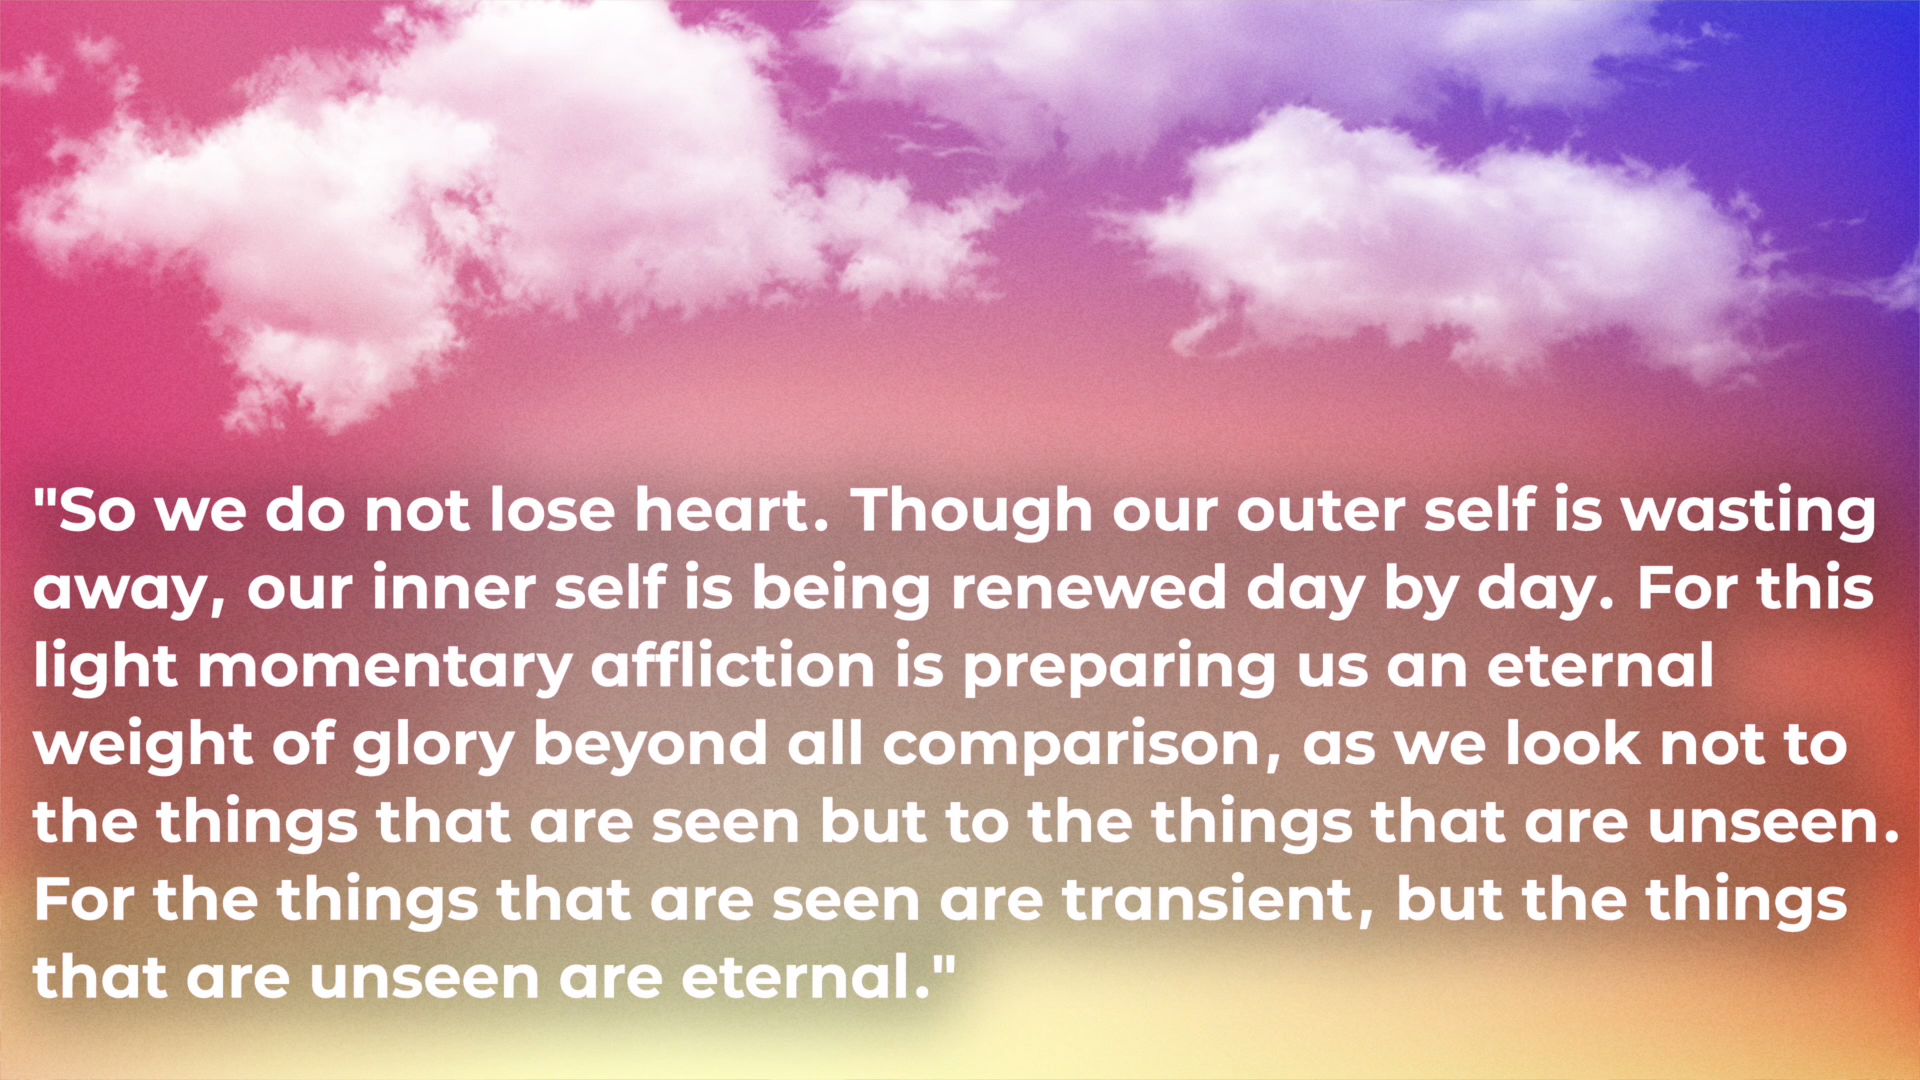 "So we do not lose heart. Though our outer self is wasting
away, our inner self is being renewed day by day. For this
light momentary affliction is preparing us an eternal
weight of glory beyond all comparison, as we look not to
the things that are seen but to the things that are unseen.
For the things that are seen are transient, but the things
that are unseen are eternal."